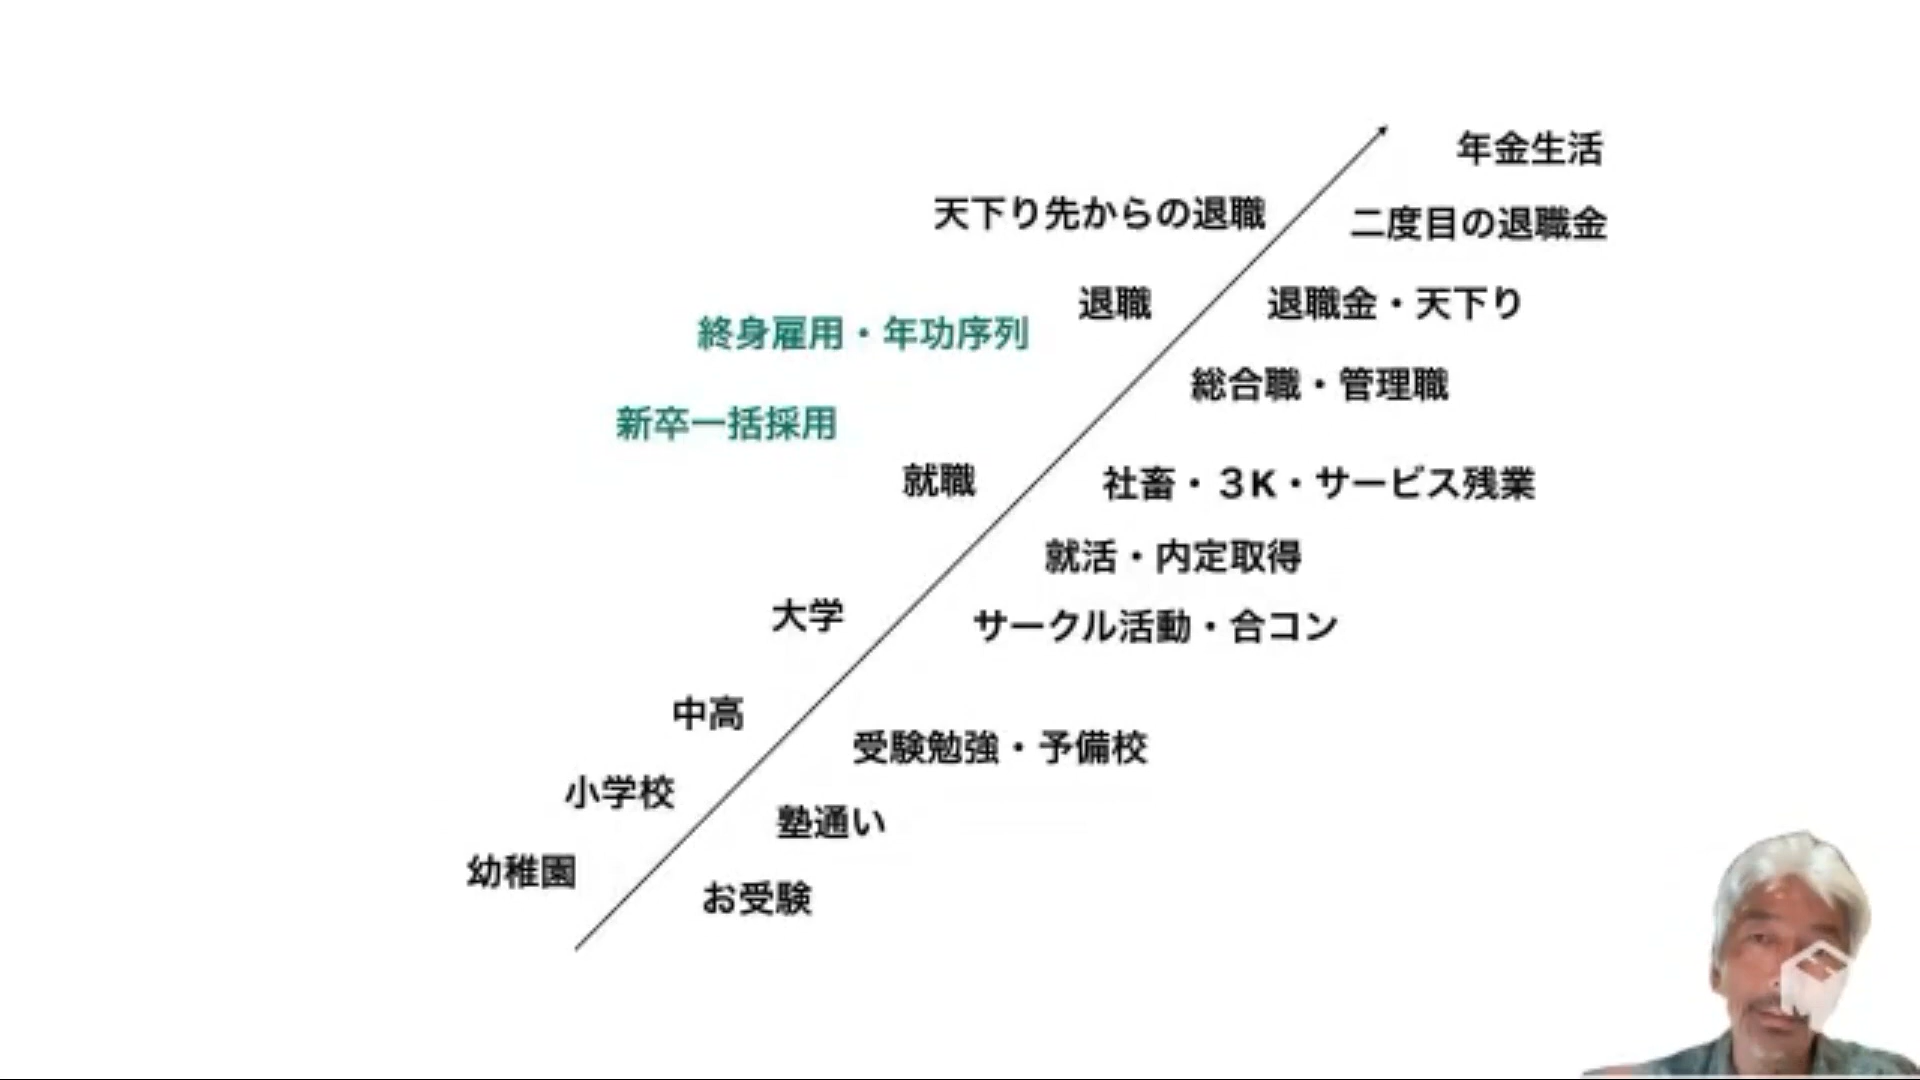 年金生活
天下り先からの退職
二度目の退職金
退職
退職金・天下り
終身雇用・年功序列
総合職・管理職
新卒一括採用
就職
社畜・3K・サービス残業
就活・内定取得
大学
サークル活動・合コン
中高
受験勉強・予備校
小学校
塾通い
幼稚園
お受験